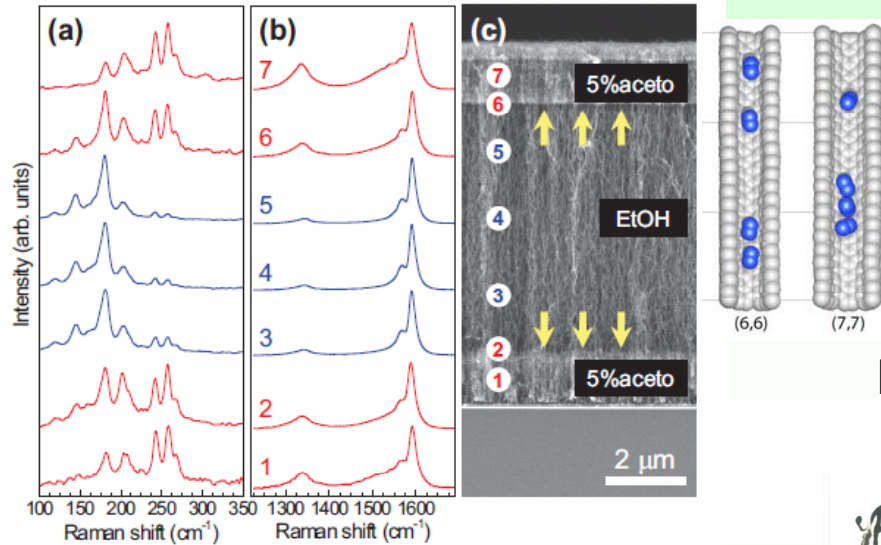 (a)
(b)
(c)
7
6
5
4
3
2
1
Intensity (arb. units)
100 150 200 250 300 350
Raman shift (cm-1)
1300 1400 1500 1600
Raman shift (cm-1)
7
6
5
4
3
2
1
5%aceto
EtOH
5%aceto
2 μm
(6,6)
(7,7)